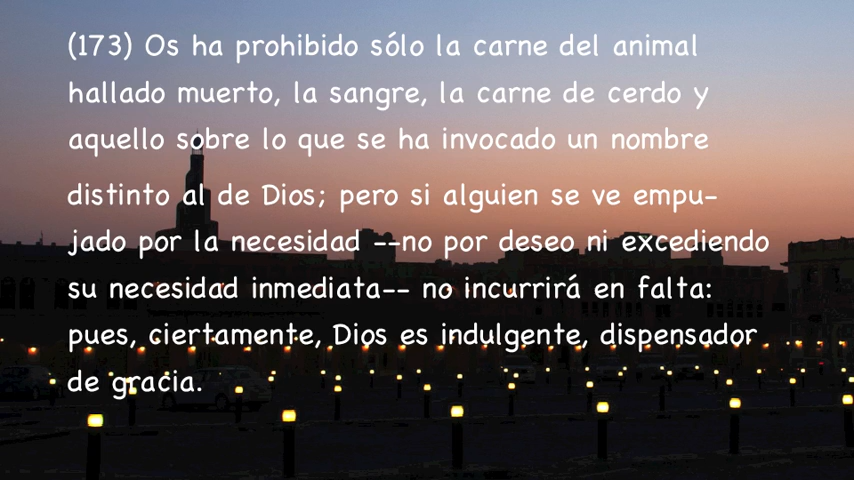 (173) Os ha prohibido sólo la carne del animal
hallado muerto, la sangre, la carne de cerdo y
aquello sobre lo que se ha invocado un nombre
distinto al de Dios; pero si alguien se ve empu-
jado por la necesidad --no por deseo ni excediendo
su necesidad inmediata-- no incurrirá en falta:
pues, ciertamente, Dios es indulgente, dispensador
de gracia.